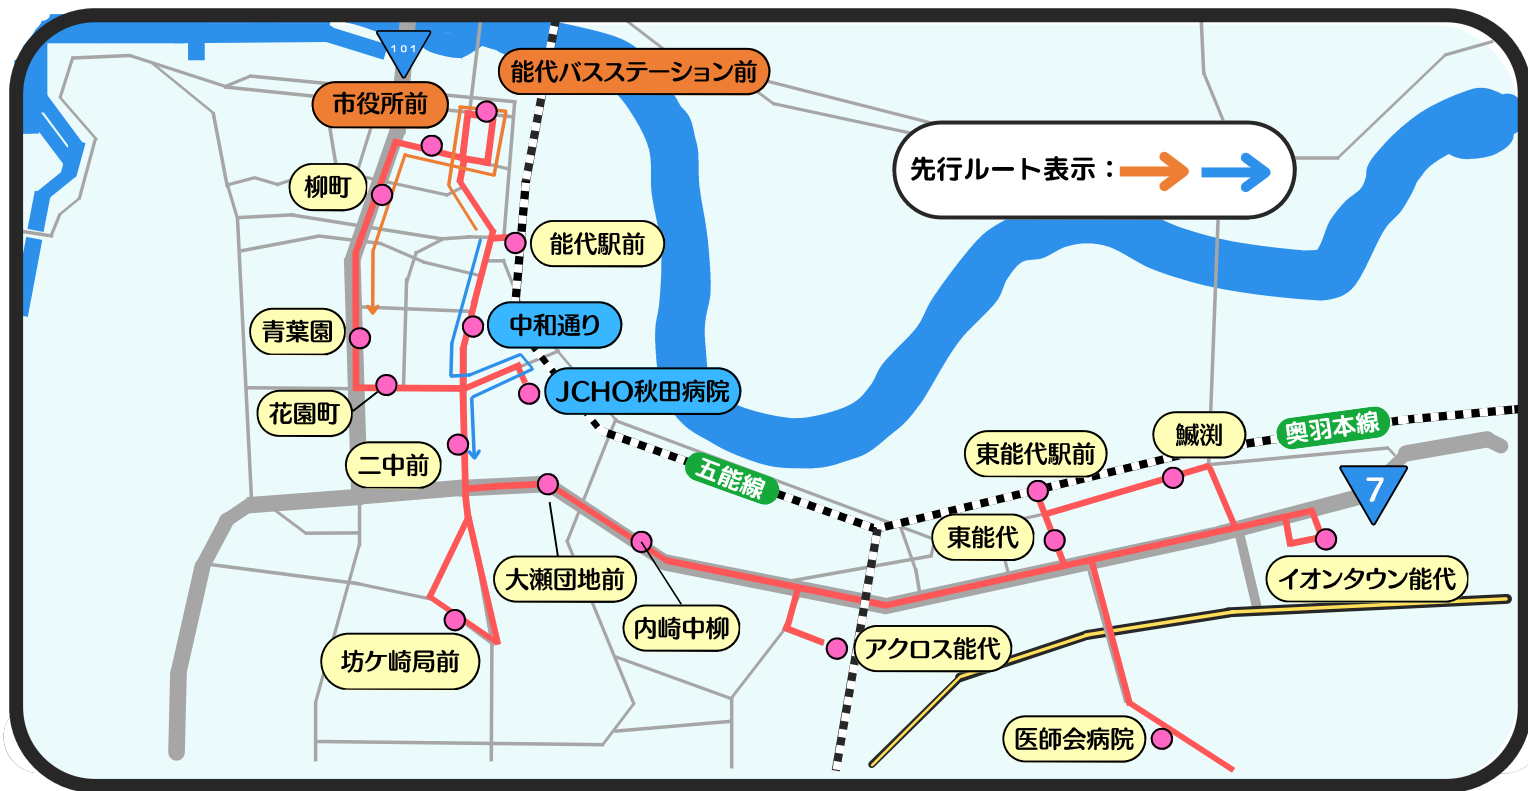 101
能代バスステーション前
市役所前
先行ルート表示：
柳町
能代駅前
中和通り
青葉園
JCHO秋田病院
花園町
二中前
五能線
奥羽本線
鰄渕
東能代駅前
7
東能代
大瀬団地前
イオンタウン能代
内崎中柳
アクロス能代
坊ケ崎局前
医師会病院